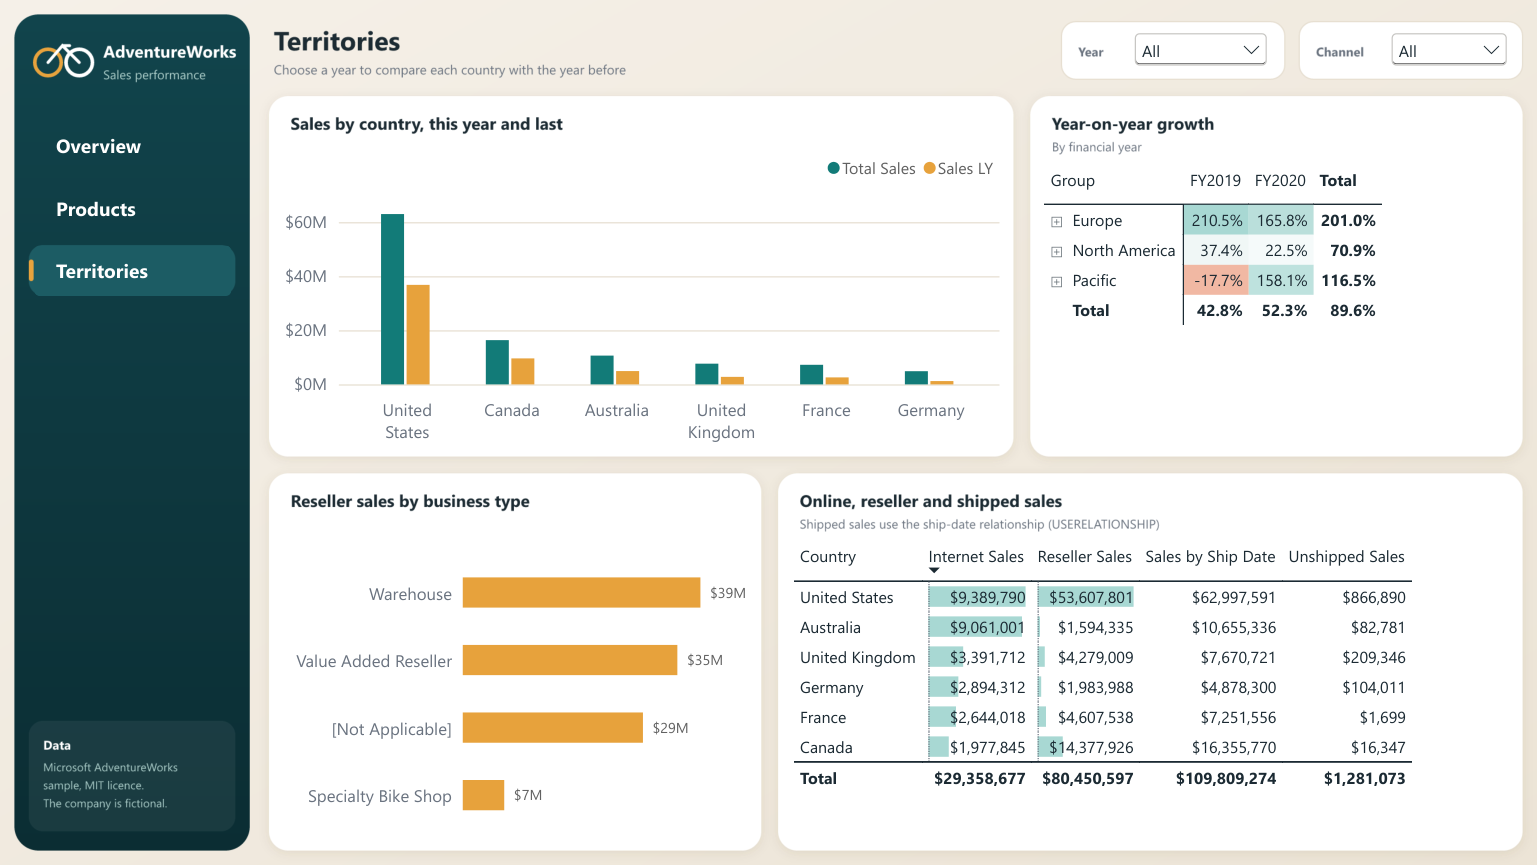 AdventureWorks
Sales performance
Overview
Products
Territories
Data
Microsoft AdventureWorks
sample, MIT licence.
The company is fictional.
Territories
Choose a year to compare each country with the year before
Year
All
Channel
All
Sales by country, this year and last
Total Sales Sales LY
$60M
$40M
$20M
$0M
United States
Canada
Australia
United Kingdom
France
Germany
Year-on-year growth
By financial year
Group FY2019 FY2020 Total
Europe 210.5% 165.8% 201.0%
North America 37.4% 22.5% 70.9%
Pacific -17.7% 158.1% 116.5%
Total 42.8% 52.3% 89.6%
Reseller sales by business type
Warehouse $39M
Value Added Reseller $35M
[Not Applicable] $29M
Specialty Bike Shop $7M
Online, reseller and shipped sales
Shipped sales use the ship-date relationship (USERELATIONSHIP)
Country Internet Sales Reseller Sales Sales by Ship Date Unshipped Sales
United States $9,389,790 $53,607,801 $62,997,591 $866,890
Australia $9,061,001 $1,594,335 $10,655,336 $82,781
United Kingdom $3,391,712 $4,279,009 $7,670,721 $209,346
Germany $2,894,312 $1,983,988 $4,878,300 $104,011
France $2,644,018 $4,607,538 $7,251,556 $1,699
Canada $1,977,845 $14,377,926 $16,355,770 $16,347
Total $29,358,677 $80,450,597 $109,809,274 $1,281,073